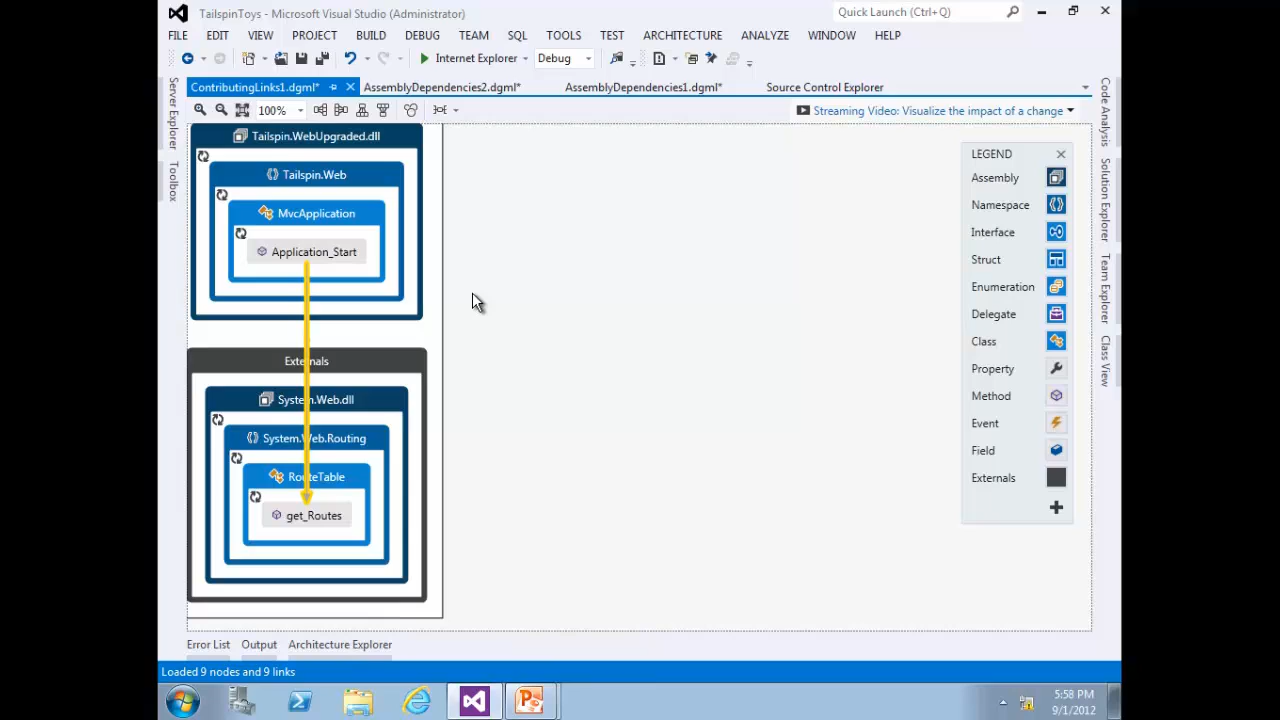 TailspinToys - Microsoft Visual Studio (Administrator)
Quick Launch (Ctrl+Q)
FILE EDIT VIEW PROJECT BUILD DEBUG TEAM SQL TOOLS TEST ARCHITECTURE ANALYZE WINDOW HELP
Internet Explorer Debug
ContributingLinks1.dgml* AssemblyDependencies2.dgml* AssemblyDependencies1.dgml* Source Control Explorer
100% Streaming Video: Visualize the impact of a change
Server Explorer
Toolbox
Tailspin.WebUpgraded.dll
Tailspin.Web
MvcApplication
Application_Start
Externals
System.Web.dll
System.Web.Routing
RouteTable
get_Routes
LEGEND
Assembly
Namespace
Interface
Struct
Enumeration
Delegate
Class
Property
Method
Event
Field
Externals
Code Analysis
Solution Explorer
Team Explorer
Class View
Error List Output Architecture Explorer
Loaded 9 nodes and 9 links
5:58 PM
9/1/2012